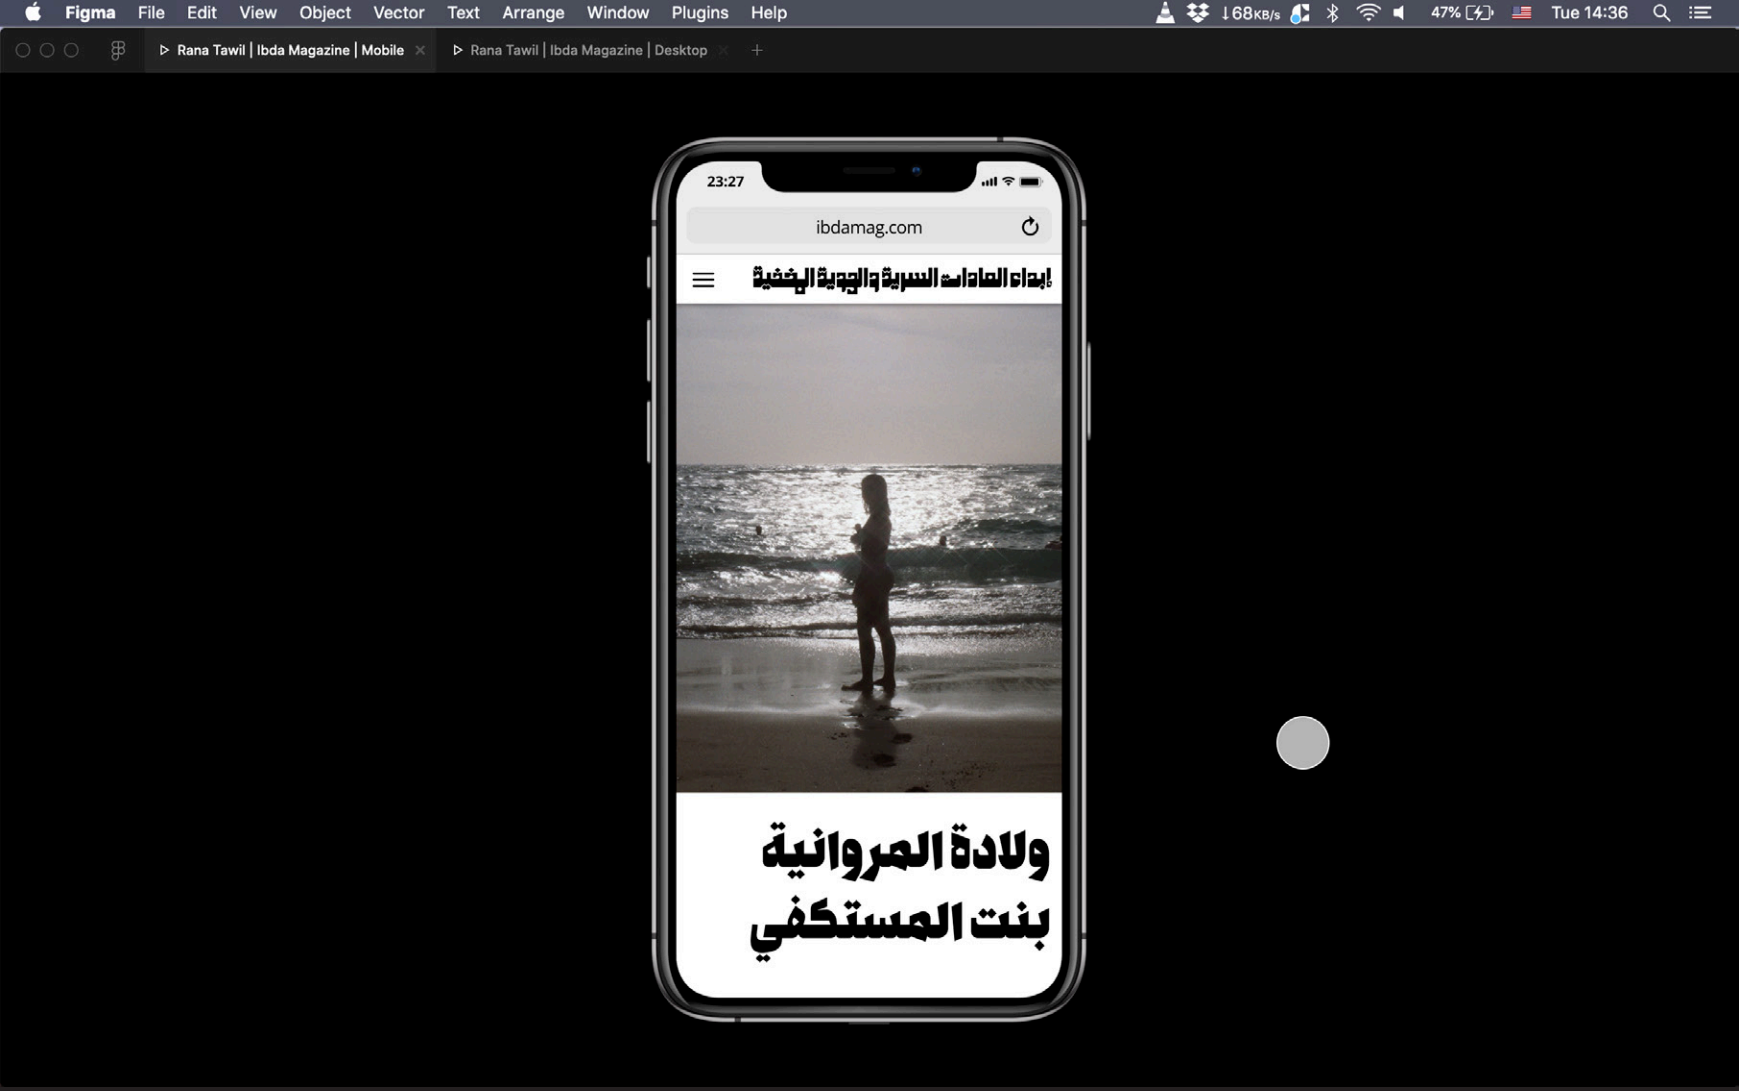 Figma File Edit View Object Vector Text Arrange Window Plugins Help 68KB/s 47% Tue 14:36
Rana Tawil | Ibda Magazine | Mobile Rana Tawil | Ibda Magazine | Desktop
23:27
ibdamag.com
إبداء العادات السرية والجدية الخفية
ولادة المروانية
بنت المستكفي